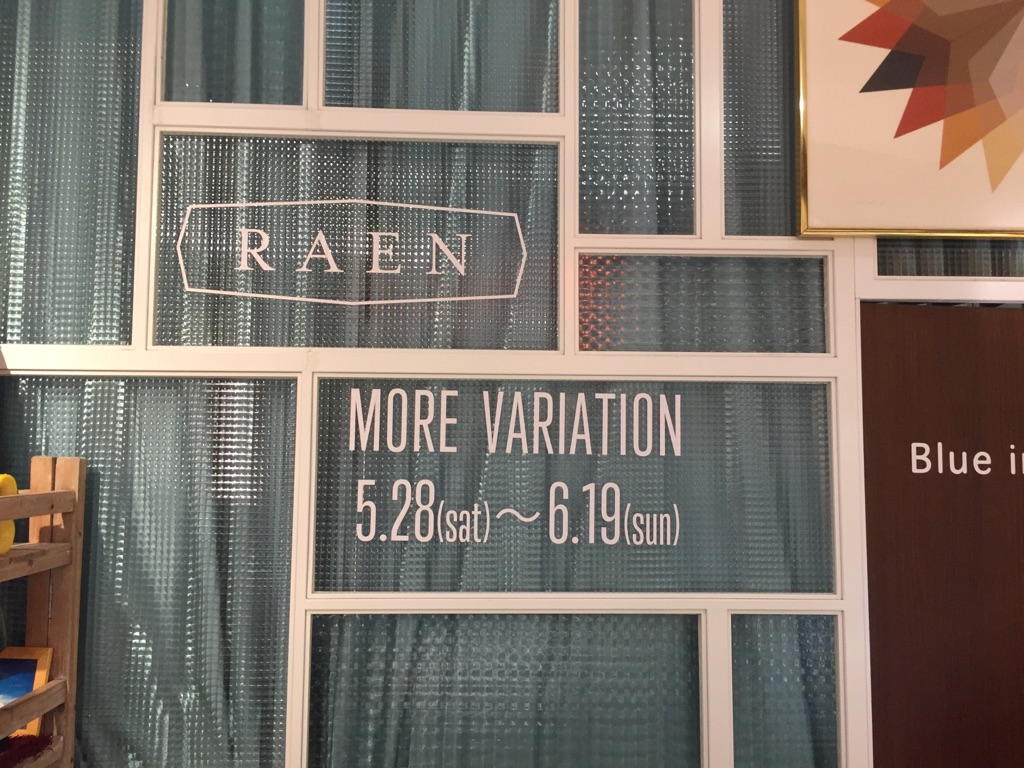 RAEN
MORE VARIATION
5.28(sat)～6.19(sun)
Blue